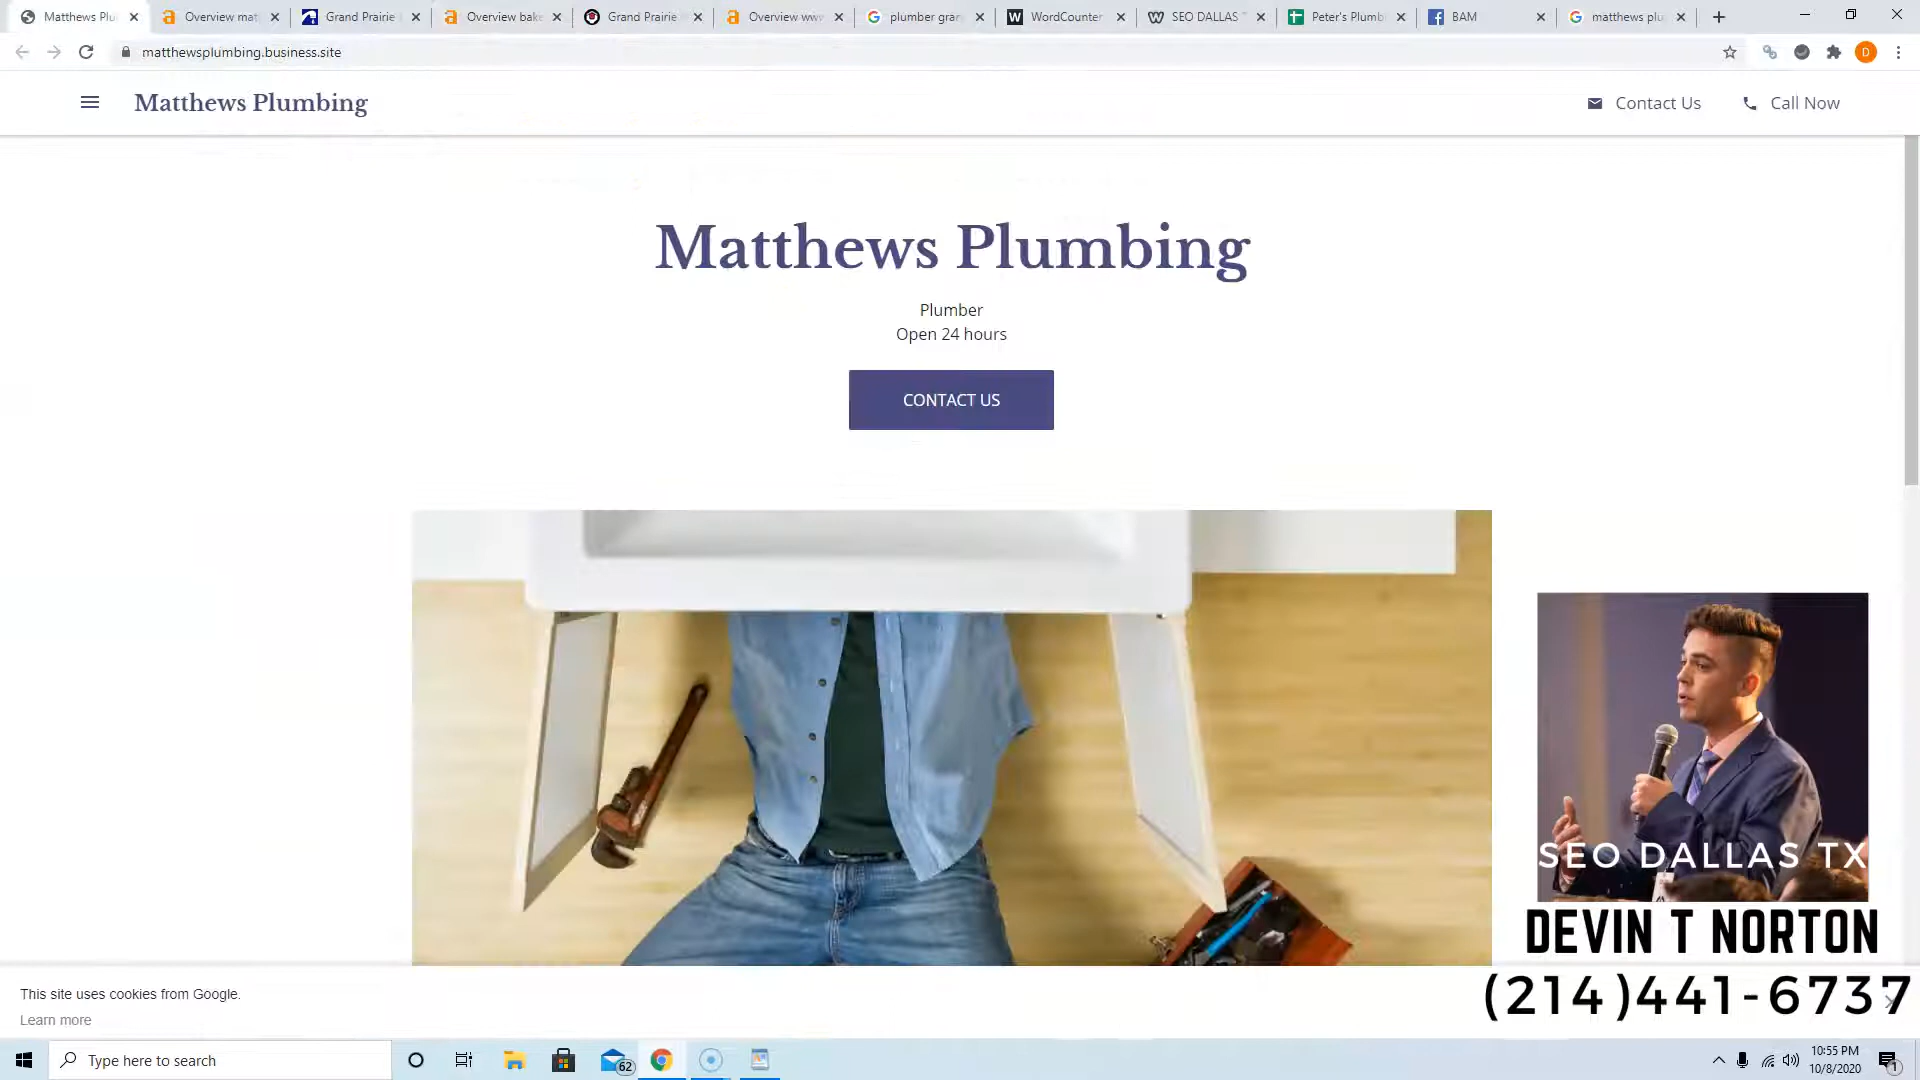 Matthews Plu
Overview mat
Grand Prairie
Overview bake
Grand Prairie
Overview ww
plumber gran
WordCounter
SEO DALLAS
Peter's Plumb
BAM
matthews plu
matthewsplumbing.business.site
D
Matthews Plumbing
Contact Us
Call Now
Matthews Plumbing
Plumber
Open 24 hours
CONTACT US
SEO DALLAS TX
DEVIN T NORTON
(214)441-6737
This site uses cookies from Google.
Learn more
Type here to search
62
10:55 PM
10/8/2020
1